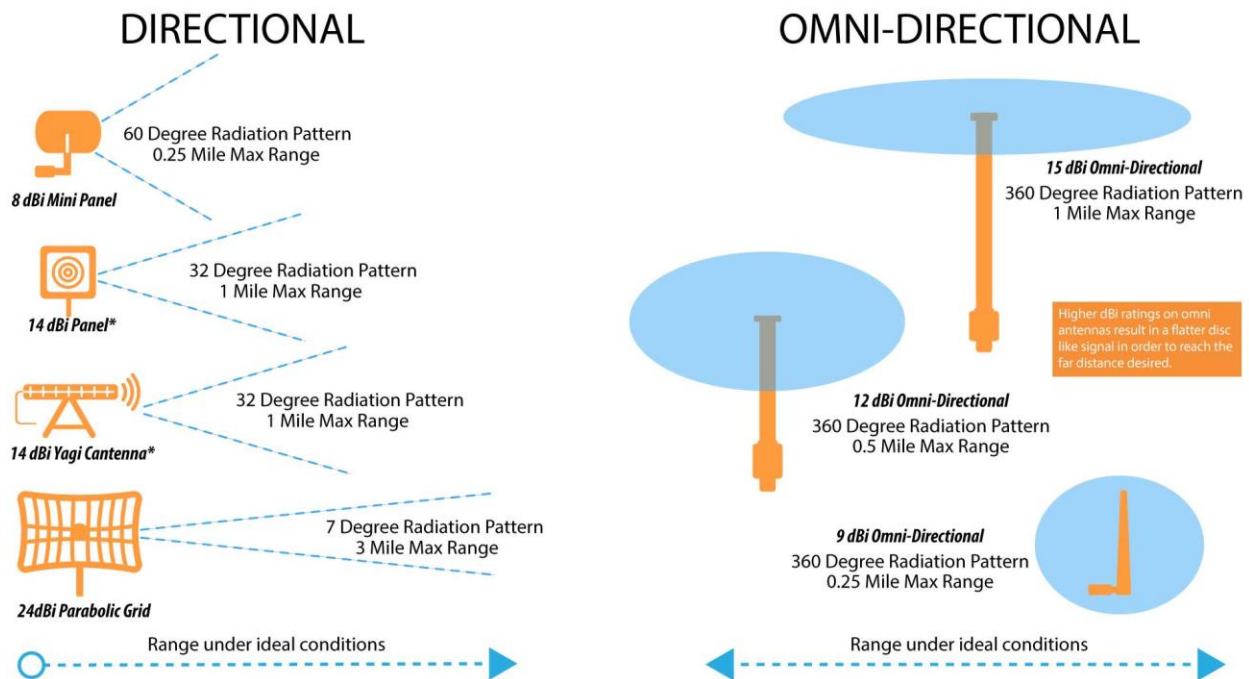 DIRECTIONAL
60 Degree Radiation Pattern
0.25 Mile Max Range
8 dBi Mini Panel
32 Degree Radiation Pattern
1 Mile Max Range
14 dBi Panel*
32 Degree Radiation Pattern
1 Mile Max Range
14 dBi Yagi Cantenna*
7 Degree Radiation Pattern
3 Mile Max Range
24dBi Parabolic Grid
Range under ideal conditions
OMNI-DIRECTIONAL
15 dBi Omni-Directional
360 Degree Radiation Pattern
1 Mile Max Range
Higher dBi ratings on omni
antennas result in a flatter disc
like signal in order to reach the
far distance desired.
12 dBi Omni-Directional
360 Degree Radiation Pattern
0.5 Mile Max Range
9 dBi Omni-Directional
360 Degree Radiation Pattern
0.25 Mile Max Range
Range under ideal conditions